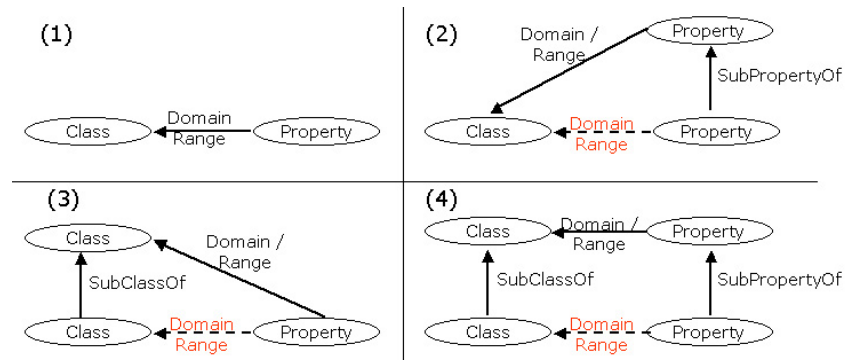 (1)
Class
Domain
Range
Property
(2)
Domain /
Range
Property
SubPropertyOf
Class
Domain
Range
Property
(3)
Class
Domain /
Range
SubClassOf
Class
Domain
Range
Property
(4)
Class
Domain /
Range
Property
SubClassOf
SubPropertyOf
Class
Domain
Range
Property